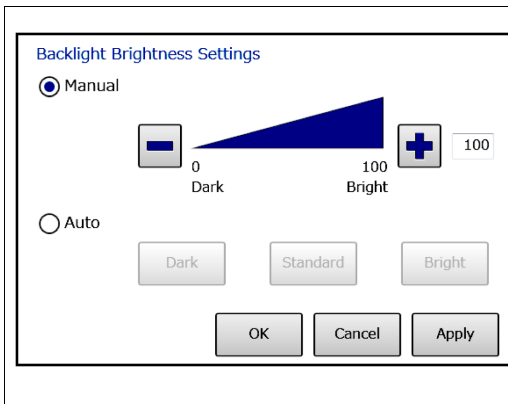 Backlight Brightness Settings
Manual
100
0 100
Dark Bright
Auto
Dark Standard Bright
OK Cancel Apply